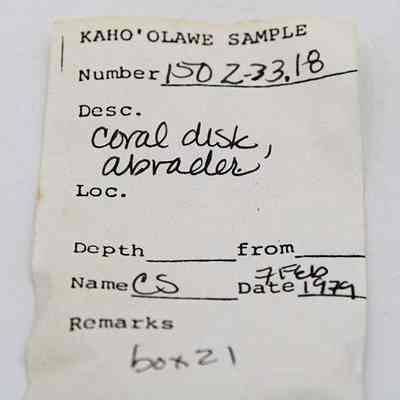 KAHO'OLAWE SAMPLE
Number 150 2-33.18
Desc.
coral disk,
abrader
Loc.
Depth from
Name CS Date 7 Feb 1979
Remarks
box 21